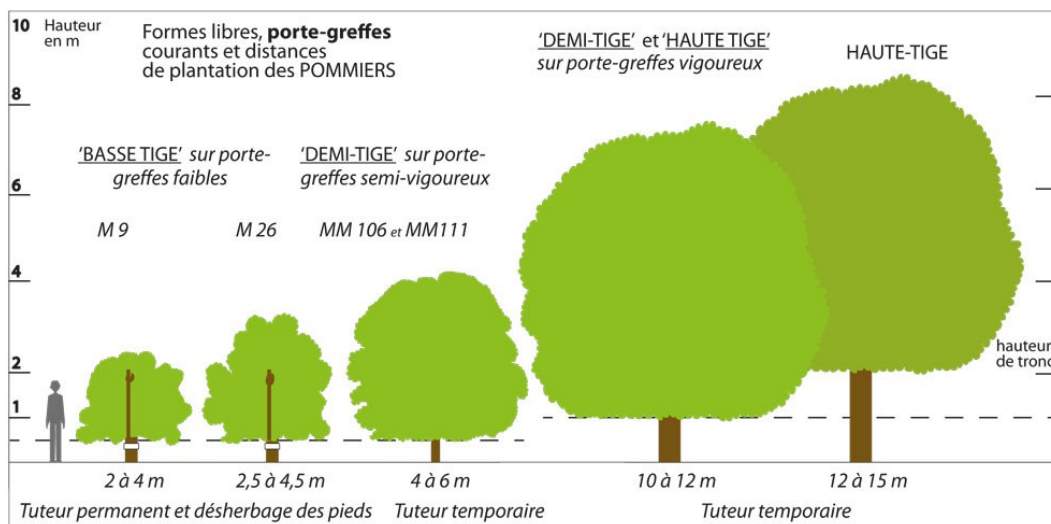 10 Hauteur
en m
Formes libres, porte-greffes
courants et distances
de plantation des POMMIERS
'DEMI-TIGE' et 'HAUTE TIGE'
sur porte-greffes vigoureux
HAUTE-TIGE
8
'BASSE TIGE' sur porte-
greffes faibles
'DEMI-TIGE' sur porte-
greffes semi-vigoureux
6
M 9
M 26
MM 106 et MM111
4
hauteur
de tronc
2
1
2 à 4 m
2,5 à 4,5 m
4 à 6 m
10 à 12 m
12 à 15 m
Tuteur permanent et désherbage des pieds
Tuteur temporaire
Tuteur temporaire